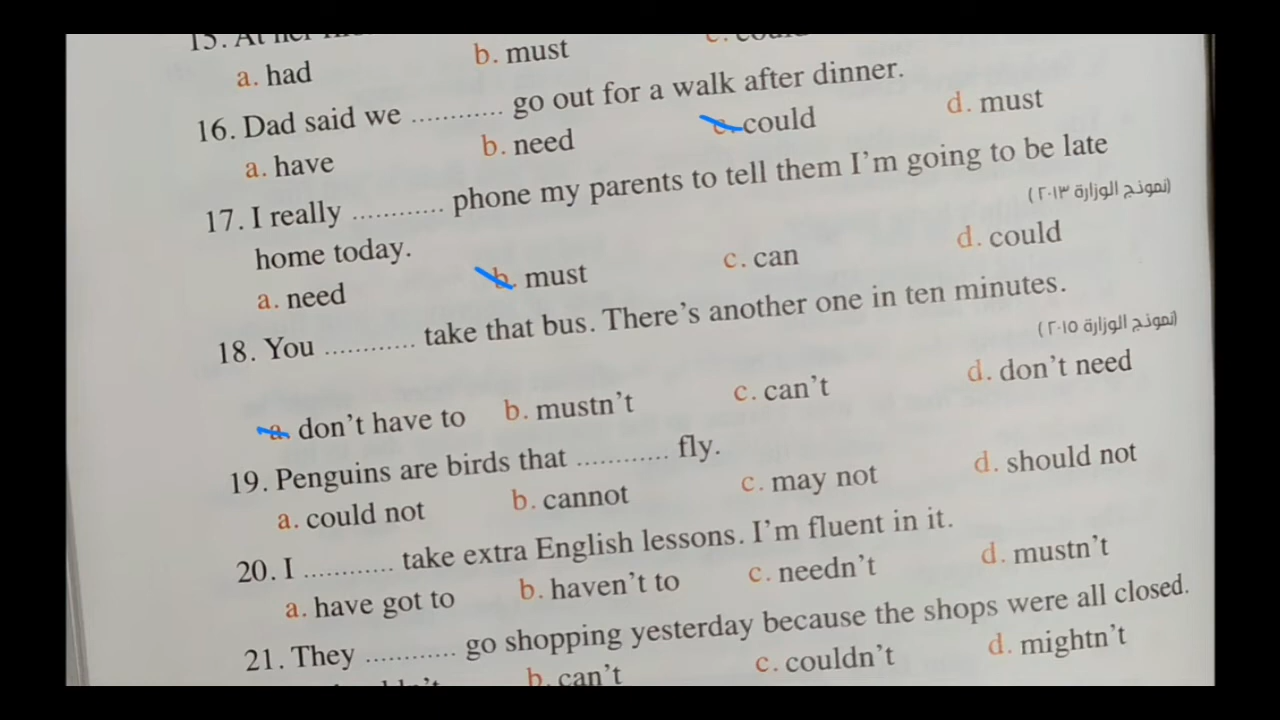 15. At her
a. had b. must c. could
16. Dad said we ............ go out for a walk after dinner.
a. have b. need c. could d. must
17. I really ............ phone my parents to tell them I'm going to be late
home today. (نموذج الوزارة ٢٠١٣)
a. need b. must c. can d. could
18. You ............ take that bus. There's another one in ten minutes.
(نموذج الوزارة ٢٠١٥)
a. don't have to b. mustn't c. can't d. don't need
19. Penguins are birds that ............ fly.
a. could not b. cannot c. may not d. should not
20. I ............ take extra English lessons. I'm fluent in it.
a. have got to b. haven't to c. needn't d. mustn't
21. They ............ go shopping yesterday because the shops were all closed.
b. can't c. couldn't d. mightn't